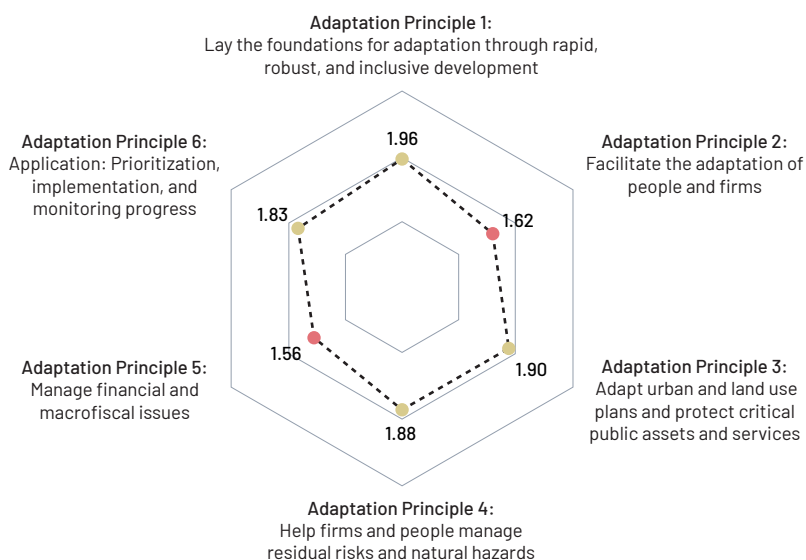 Adaptation Principle 1:
Lay the foundations for adaptation through rapid,
robust, and inclusive development
Adaptation Principle 6:
Application: Prioritization,
implementation, and
monitoring progress
Adaptation Principle 2:
Facilitate the adaptation of
people and firms
1.96
1.83
1.62
1.56
1.90
1.88
Adaptation Principle 5:
Manage financial and
macrofiscal issues
Adaptation Principle 3:
Adapt urban and land use
plans and protect critical
public assets and services
Adaptation Principle 4:
Help firms and people manage
residual risks and natural hazards